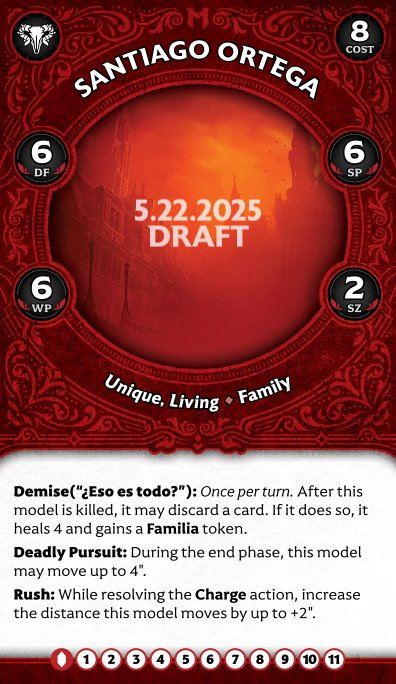 8
COST
SANTIAGO ORTEGA
6
DF
6
SP
5.22.2025
DRAFT
6
WP
2
SZ
Unique, Living ♦ Family
Demise(“¿Eso es todo?”): Once per turn. After this
model is killed, it may discard a card. If it does so, it
heals 4 and gains a Familia token.
Deadly Pursuit: During the end phase, this model
may move up to 4".
Rush: While resolving the Charge action, increase
the distance this model moves by up to +2".
1 2 3 4 5 6 7 8 9 10 11